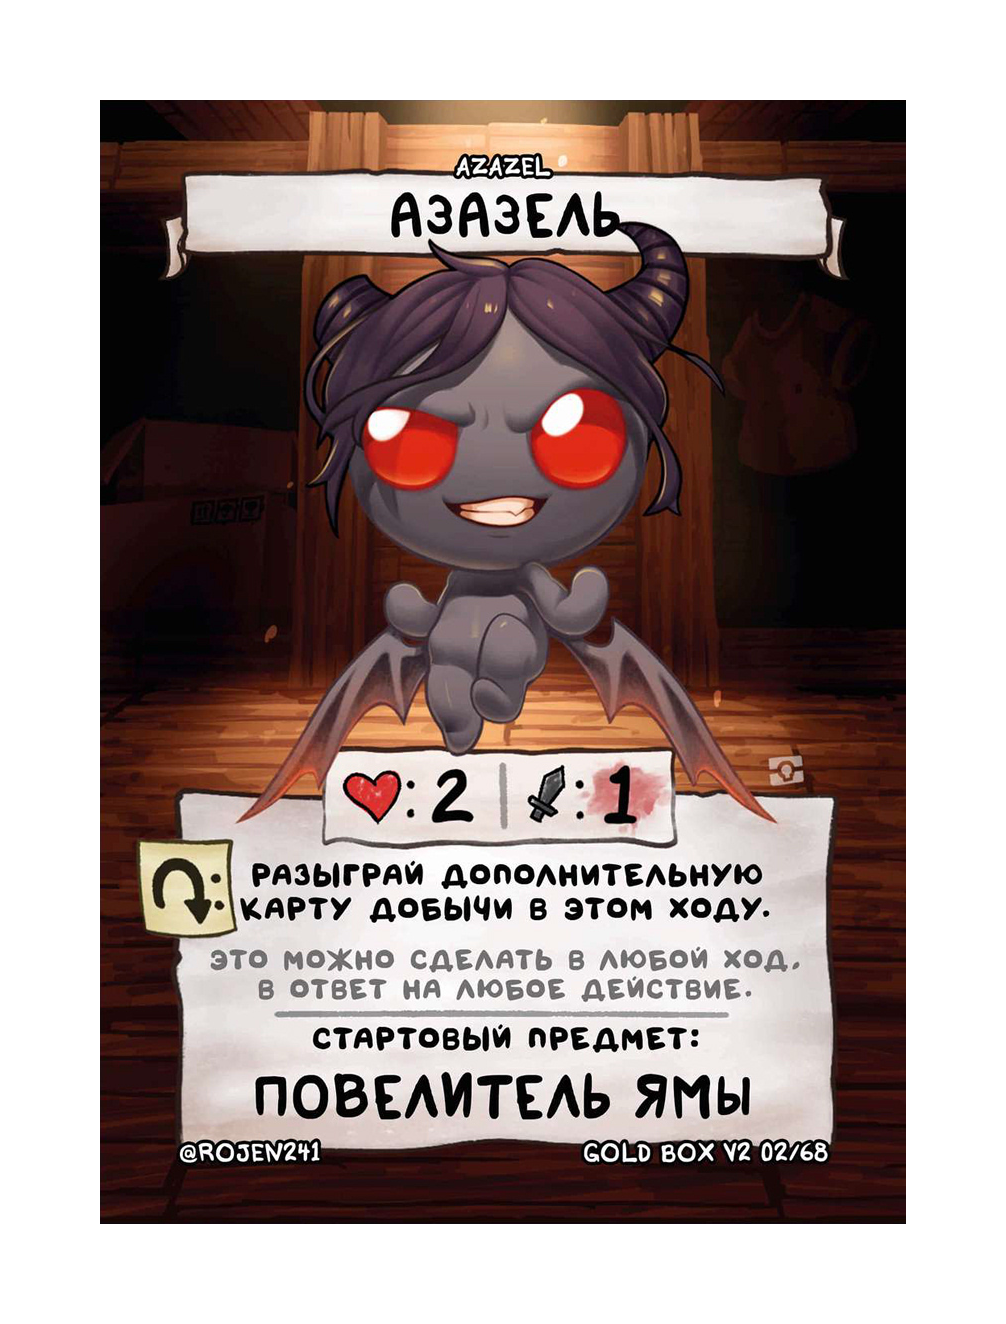 AZAZEL
АЗАЗЕЛЬ
: 2 | : 1
: РАЗЫГРАЙ ДОПОЛНИТЕЛЬНУЮ
КАРТУ ДОБЫЧИ В ЭТОМ ХОДУ.
ЭТО МОЖНО СДЕЛАТЬ В ЛЮБОЙ ХОД,
В ОТВЕТ НА ЛЮБОЕ ДЕЙСТВИЕ.
СТАРТОВЫЙ ПРЕДМЕТ:
ПОВЕЛИТЕЛЬ ЯМЫ
@ROJEN241
GOLD BOX V2 02/68